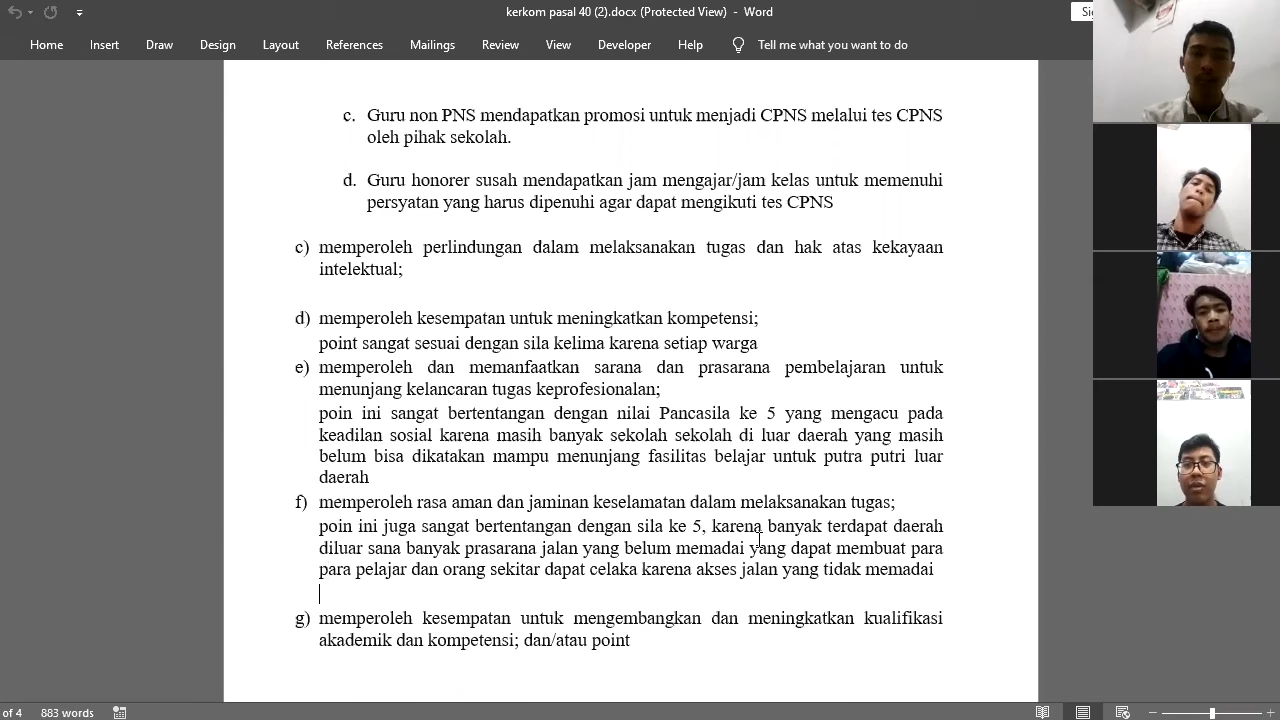 kerkom pasal 40 (2).docx (Protected View) - Word
Home Insert Draw Design Layout References Mailings Review View Developer Help Tell me what you want to do
c. Guru non PNS mendapatkan promosi untuk menjadi CPNS melalui tes CPNS
oleh pihak sekolah.
d. Guru honorer susah mendapatkan jam mengajar/jam kelas untuk memenuhi
persyatan yang harus dipenuhi agar dapat mengikuti tes CPNS
c) memperoleh perlindungan dalam melaksanakan tugas dan hak atas kekayaan
intelektual;
d) memperoleh kesempatan untuk meningkatkan kompetensi;
point sangat sesuai dengan sila kelima karena setiap warga
e) memperoleh dan memanfaatkan sarana dan prasarana pembelajaran untuk
menunjang kelancaran tugas keprofesionalan;
poin ini sangat bertentangan dengan nilai Pancasila ke 5 yang mengacu pada
keadilan sosial karena masih banyak sekolah sekolah di luar daerah yang masih
belum bisa dikatakan mampu menunjang fasilitas belajar untuk putra putri luar
daerah
f) memperoleh rasa aman dan jaminan keselamatan dalam melaksanakan tugas;
poin ini juga sangat bertentangan dengan sila ke 5, karena banyak terdapat daerah
diluar sana banyak prasarana jalan yang belum memadai yang dapat membuat para
para pelajar dan orang sekitar dapat celaka karena akses jalan yang tidak memadai
g) memperoleh kesempatan untuk mengembangkan dan meningkatkan kualifikasi
akademik dan kompetensi; dan/atau point
of 4 883 words